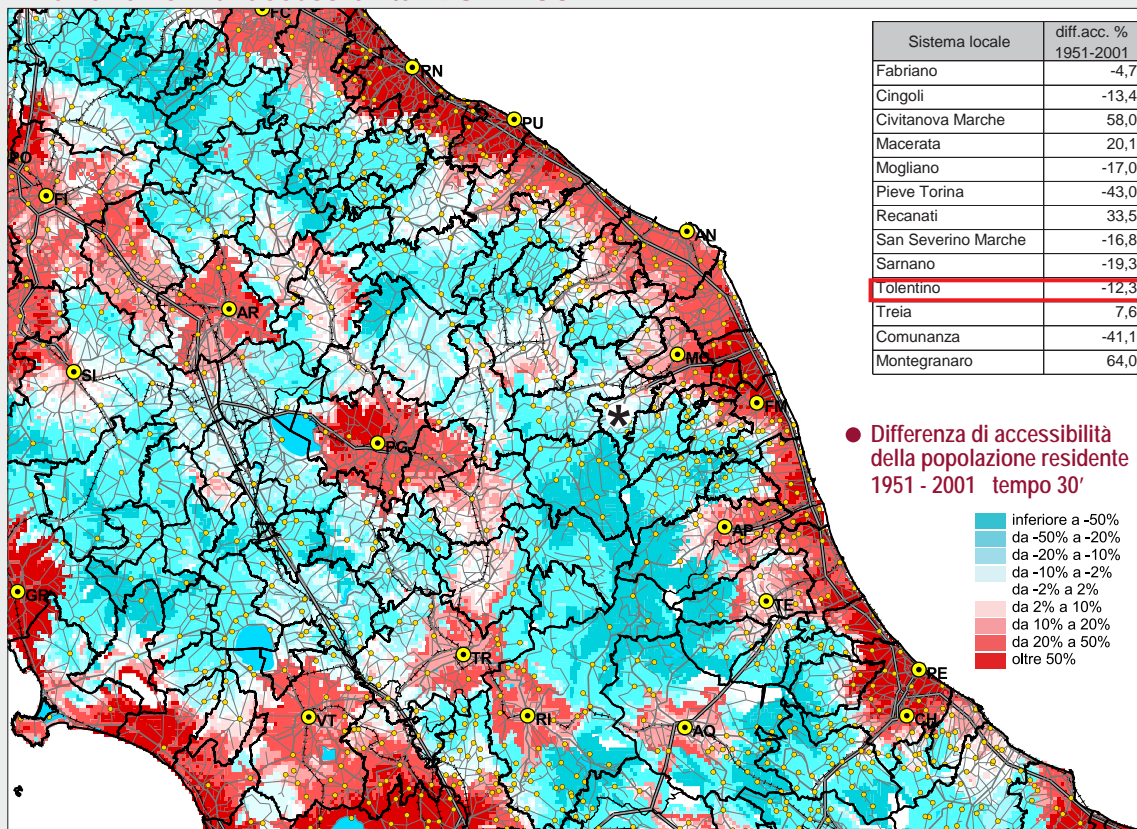 Sistema locale diff.acc. % 1951-2001
Fabriano -4,7
Cingoli -13,4
Civitanova Marche 58,0
Macerata 20,1
Mogliano -17,0
Pieve Torina -43,0
Recanati 33,5
San Severino Marche -16,8
Sarnano -19,3
Tolentino -12,3
Treia 7,6
Comunanza -41,1
Montegranaro 64,0
Differenza di accessibilità
della popolazione residente
1951 - 2001 tempo 30'
inferiore a -50%
da -50% a -20%
da -20% a -10%
da -10% a -2%
da -2% a 2%
da 2% a 10%
da 10% a 20%
da 20% a 50%
oltre 50%
FC
RN
PU
PO
FI
AN
AR
MC
SI
*
FM
PG
AP
GR
TE
TR
PE
VT
RI
CH
AQ